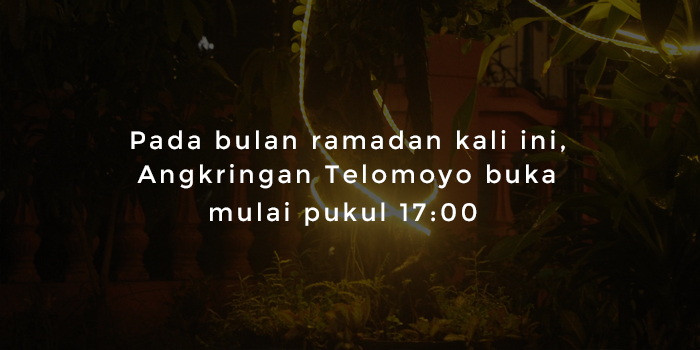 Pada bulan ramadan kali ini,
Angkringan Telomoyo buka
mulai pukul 17:00